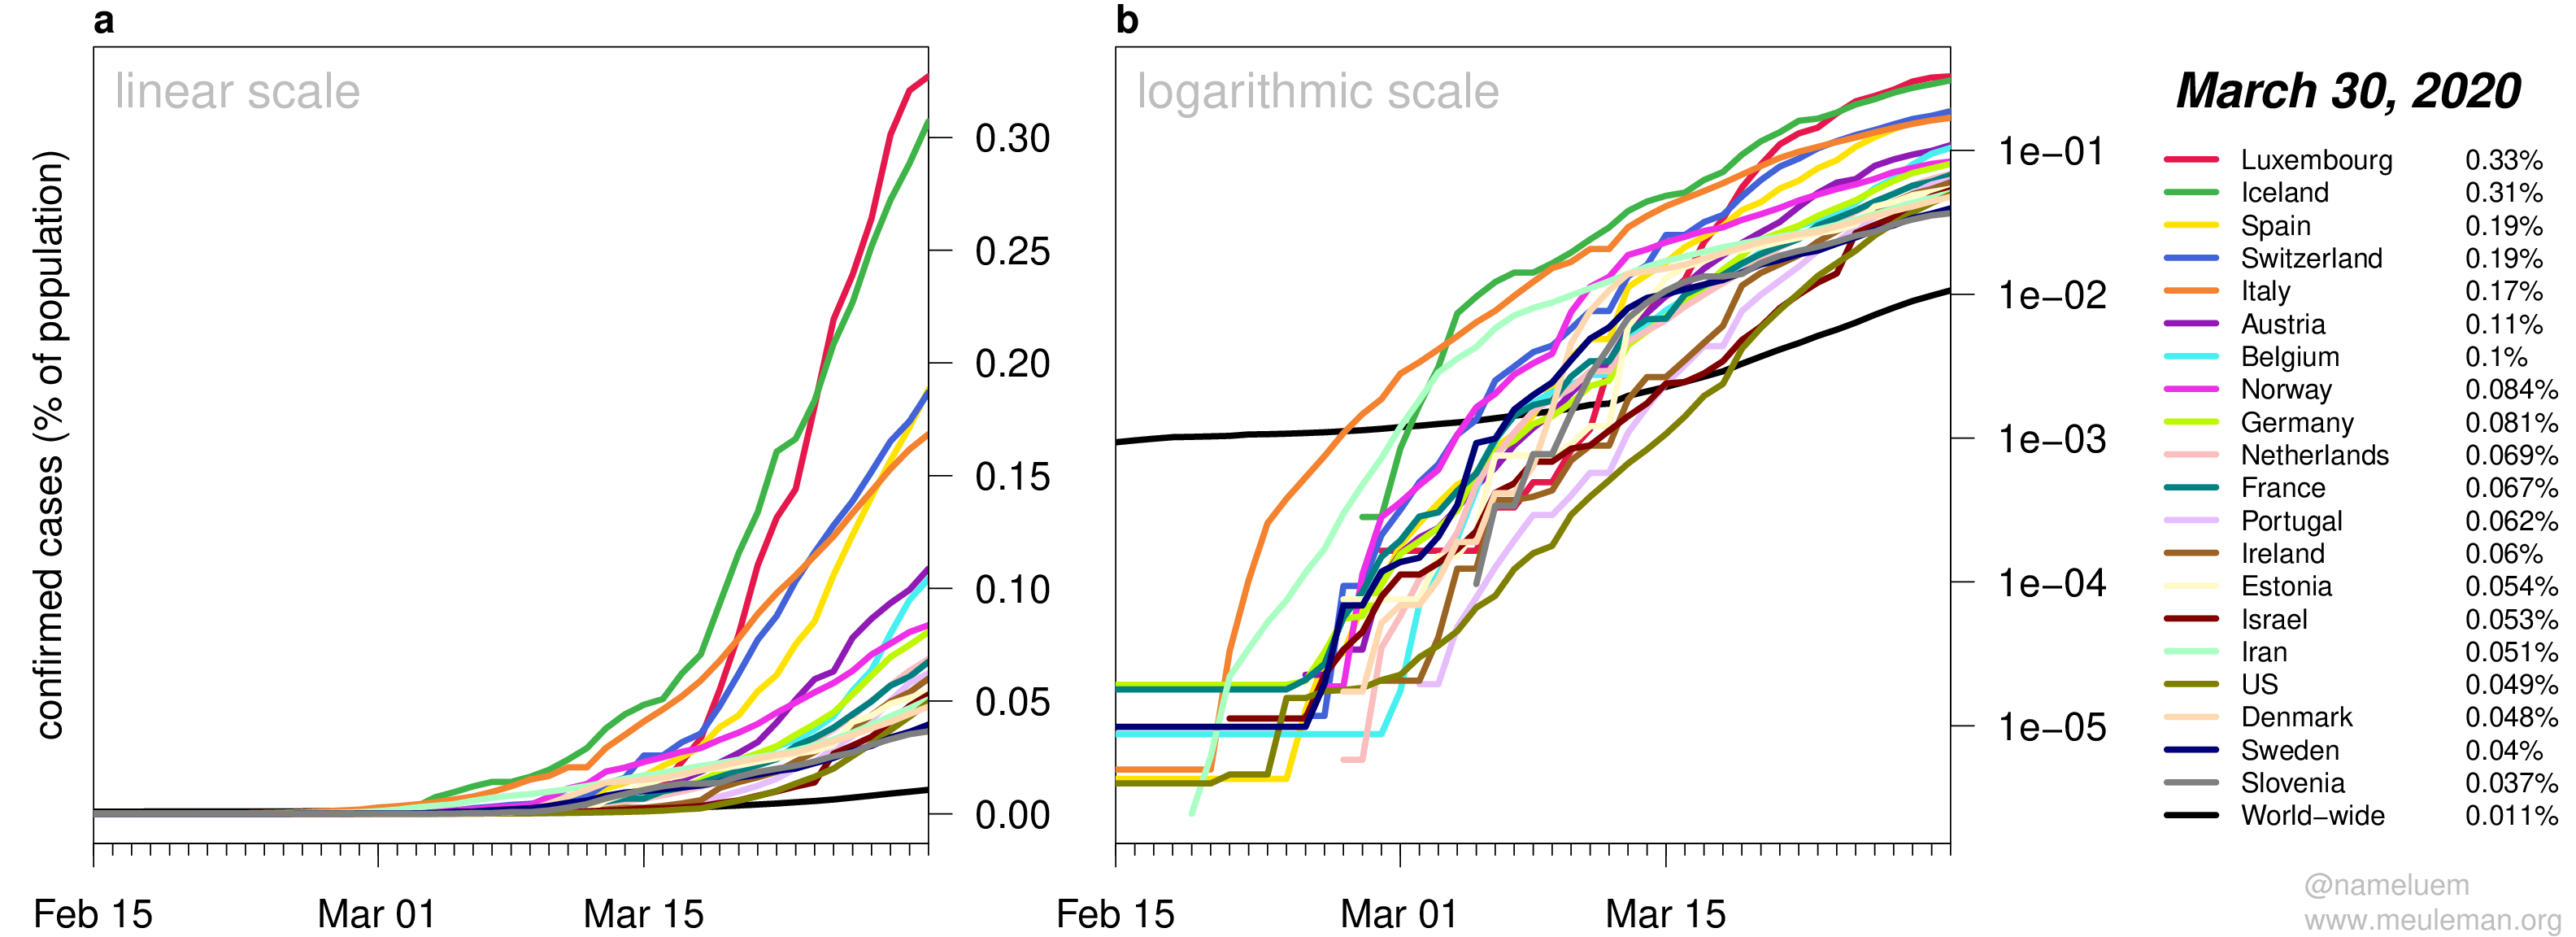 a
linear scale
confirmed cases (% of population)
0.30
0.25
0.20
0.15
0.10
0.05
0.00
Feb 15
Mar 01
Mar 15
b
logarithmic scale
1e−01
1e−02
1e−03
1e−04
1e−05
Feb 15
Mar 01
Mar 15
March 30, 2020
Luxembourg 0.33%
Iceland 0.31%
Spain 0.19%
Switzerland 0.19%
Italy 0.17%
Austria 0.11%
Belgium 0.1%
Norway 0.084%
Germany 0.081%
Netherlands 0.069%
France 0.067%
Portugal 0.062%
Ireland 0.06%
Estonia 0.054%
Israel 0.053%
Iran 0.051%
US 0.049%
Denmark 0.048%
Sweden 0.04%
Slovenia 0.037%
World−wide 0.011%
@nameluem
www.meuleman.org